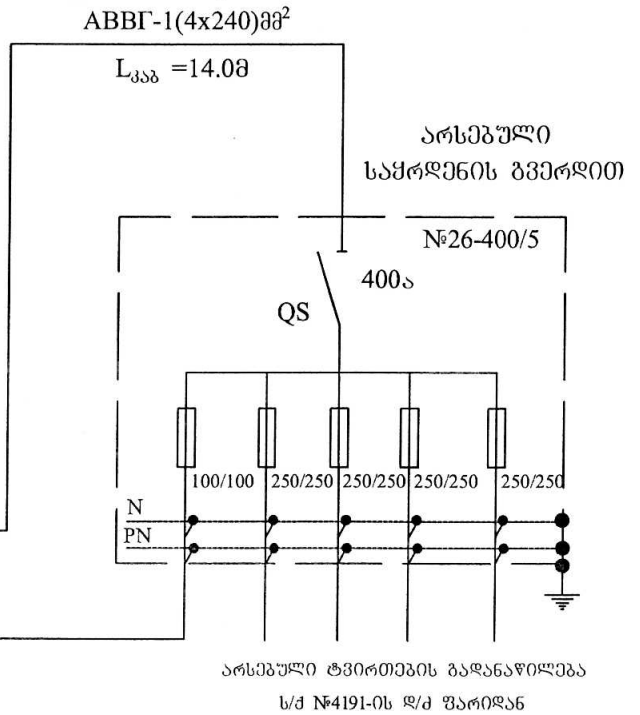 АВВГ-1(4x240)მმ²
Lკაბ =14.0მ
არსებული
საყრდენის გვერდით
№26-400/5
400ა
QS
100/100 250/250 250/250 250/250 250/250
N
PN
არსებული ტვირთების გადანაწილება
ს/ქ №4191-ის დ/ძ ფარიდან